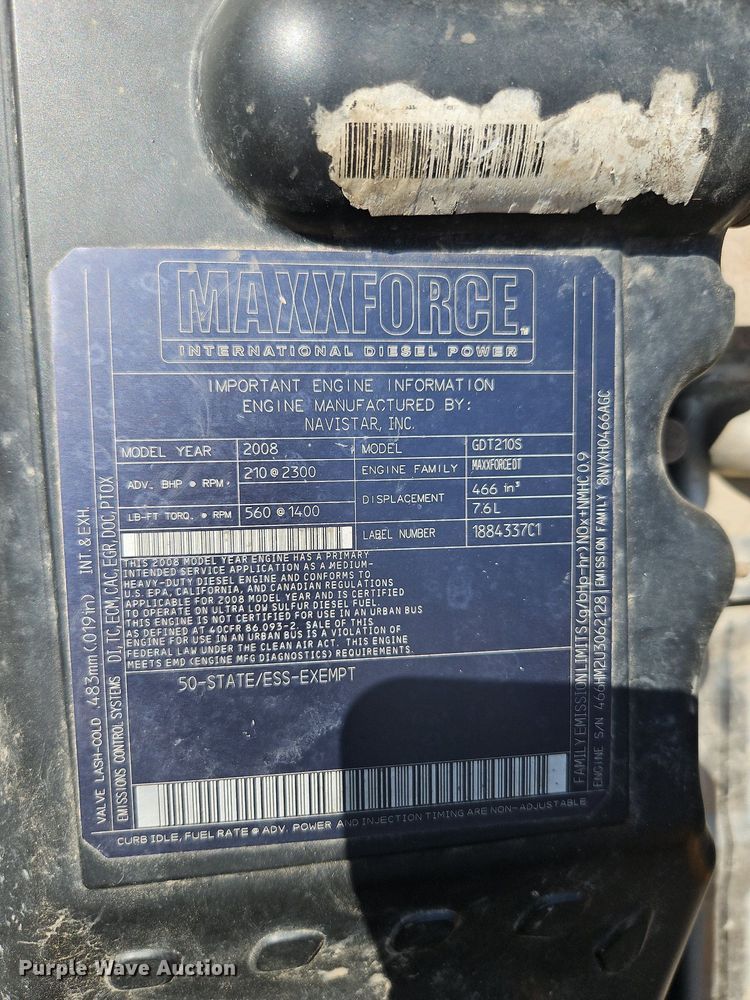 MAXXFORCE™
INTERNATIONAL DIESEL POWER
IMPORTANT ENGINE INFORMATION
ENGINE MANUFACTURED BY:
NAVISTAR, INC.
MODEL YEAR 2008 MODEL GDT210S
ADV. BHP @ RPM 210 @ 2300 ENGINE FAMILY MAXXFORCE DT
LB-FT TORQ. @ RPM 560 @ 1400 DISPLACEMENT 466 in³
7.6L
LABEL NUMBER 1884337C1
THIS 2008 MODEL YEAR ENGINE HAS A PRIMARY
INTENDED SERVICE APPLICATION AS A MEDIUM-
HEAVY-DUTY DIESEL ENGINE AND CONFORMS TO
U.S. EPA, CALIFORNIA, AND CANADIAN REGULATIONS
APPLICABLE FOR 2008 MODEL YEAR AND IS CERTIFIED
TO OPERATE ON ULTRA LOW SULFUR DIESEL FUEL.
THIS ENGINE IS NOT CERTIFIED FOR USE IN AN URBAN BUS
AS DEFINED AT 40CFR 86.093-2. SALE OF THIS
ENGINE FOR USE IN AN URBAN BUS IS A VIOLATION OF
FEDERAL LAW UNDER THE CLEAN AIR ACT. THIS ENGINE
MEETS EMD (ENGINE MFG DIAGNOSTICS) REQUIREMENTS.
50-STATE/ESS-EXEMPT
CURB IDLE, FUEL RATE @ ADV. POWER AND INJECTION TIMING ARE NON-ADJUSTABLE
VALVE LASH-COLD .483mm (.019in) INT. & EXH.
EMISSIONS CONTROL SYSTEMS DI, TC, ECM, CAC, EGR, DOC, PTOX
FAMILY EMISSION LIMITS (g/bhp-hr) NOx+NMHC 0.9
ENGINE S/N 466HM2U3062128 EMISSION FAMILY 8NVXH0466AGC
Purple Wave Auction